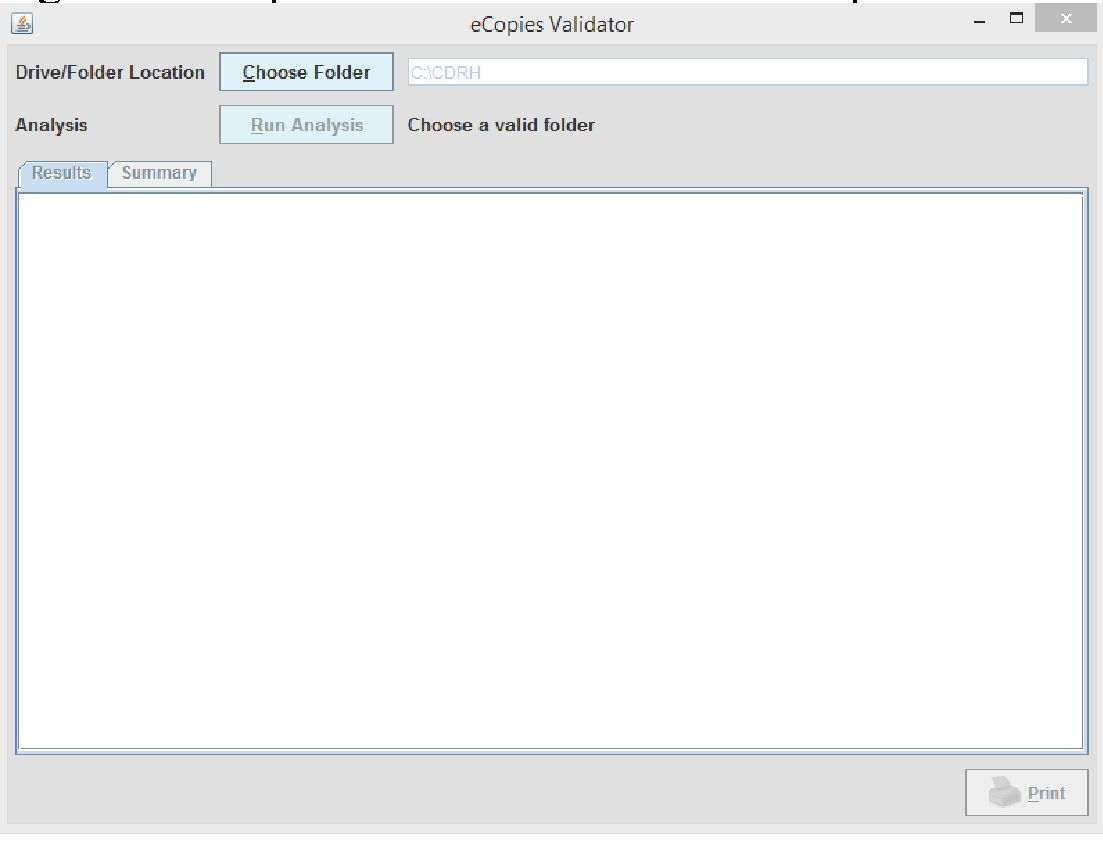 eCopies Validator
Drive/Folder Location Choose Folder C:\CDRH
Analysis Run Analysis Choose a valid folder
Results Summary
Print